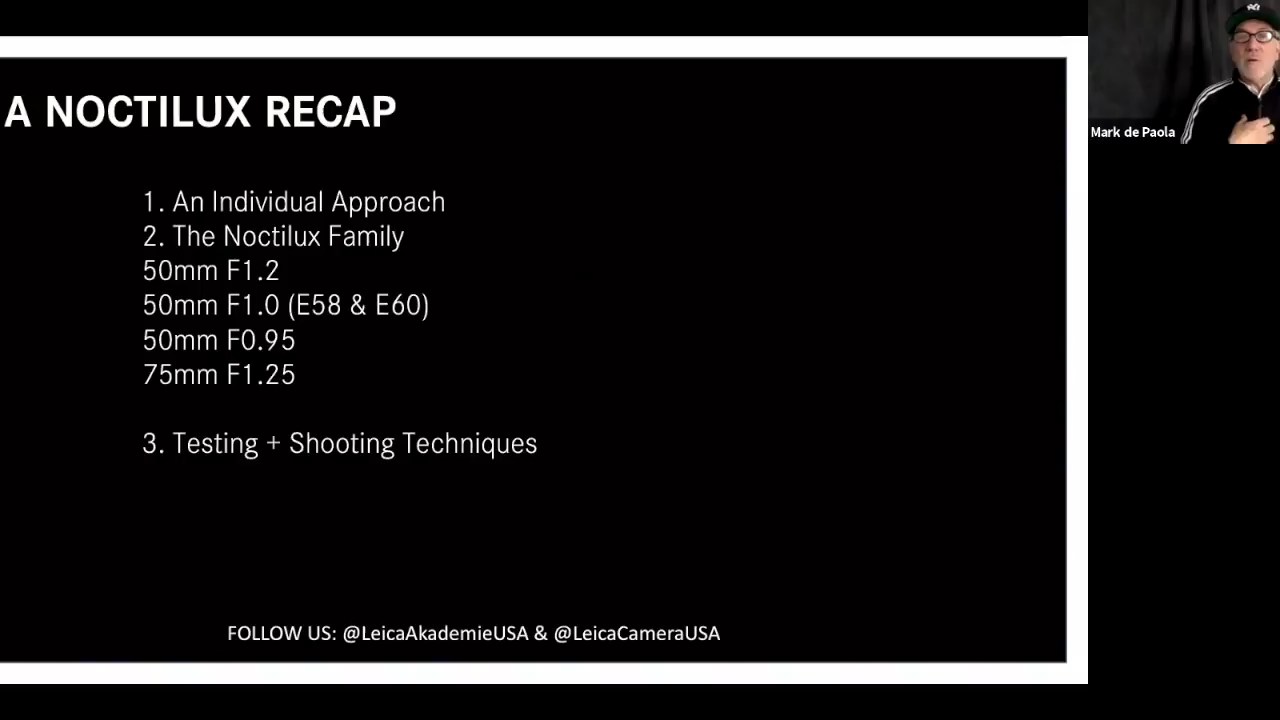 A NOCTILUX RECAP
1. An Individual Approach
2. The Noctilux Family
50mm F1.2
50mm F1.0 (E58 & E60)
50mm F0.95
75mm F1.25
3. Testing + Shooting Techniques
FOLLOW US: @LeicaAkademieUSA & @LeicaCameraUSA
Mark de Paola